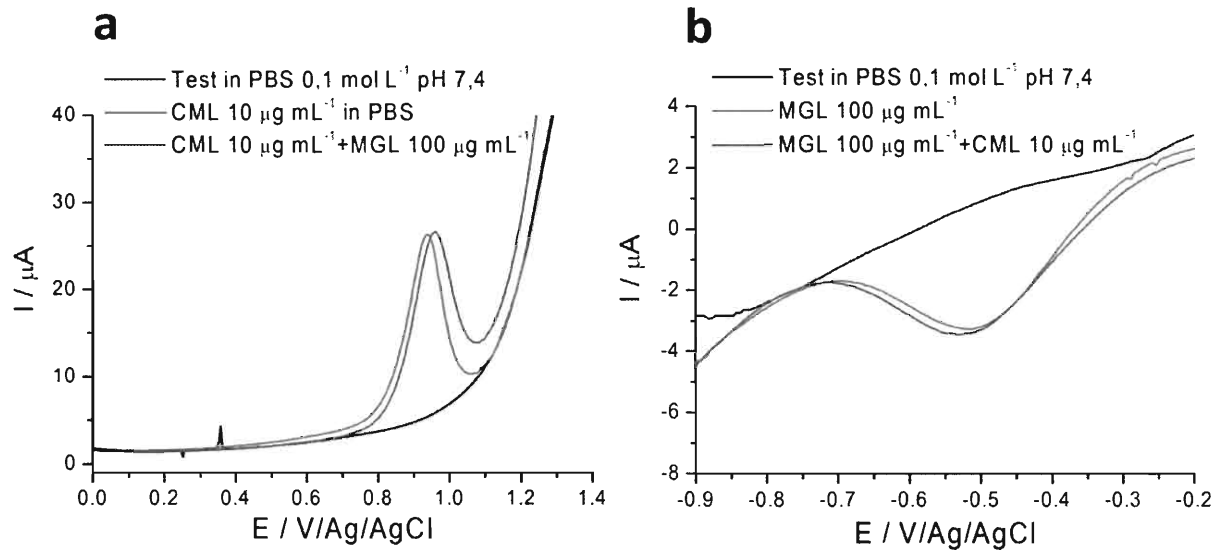 a
Test in PBS 0,1 mol L⁻¹ pH 7,4
CML 10 μg mL⁻¹ in PBS
CML 10 μg mL⁻¹+MGL 100 μg mL⁻¹
40
30
20
10
0
I / μA
0.0 0.2 0.4 0.6 0.8 1.0 1.2 1.4
E / V/Ag/AgCl
b
Test in PBS 0,1 mol L⁻¹ pH 7,4
MGL 100 μg mL⁻¹
MGL 100 μg mL⁻¹+CML 10 μg mL⁻¹
4
2
0
-2
-4
-6
-8
I / μA
-0.9 -0.8 -0.7 -0.6 -0.5 -0.4 -0.3 -0.2
E / V/Ag/AgCl